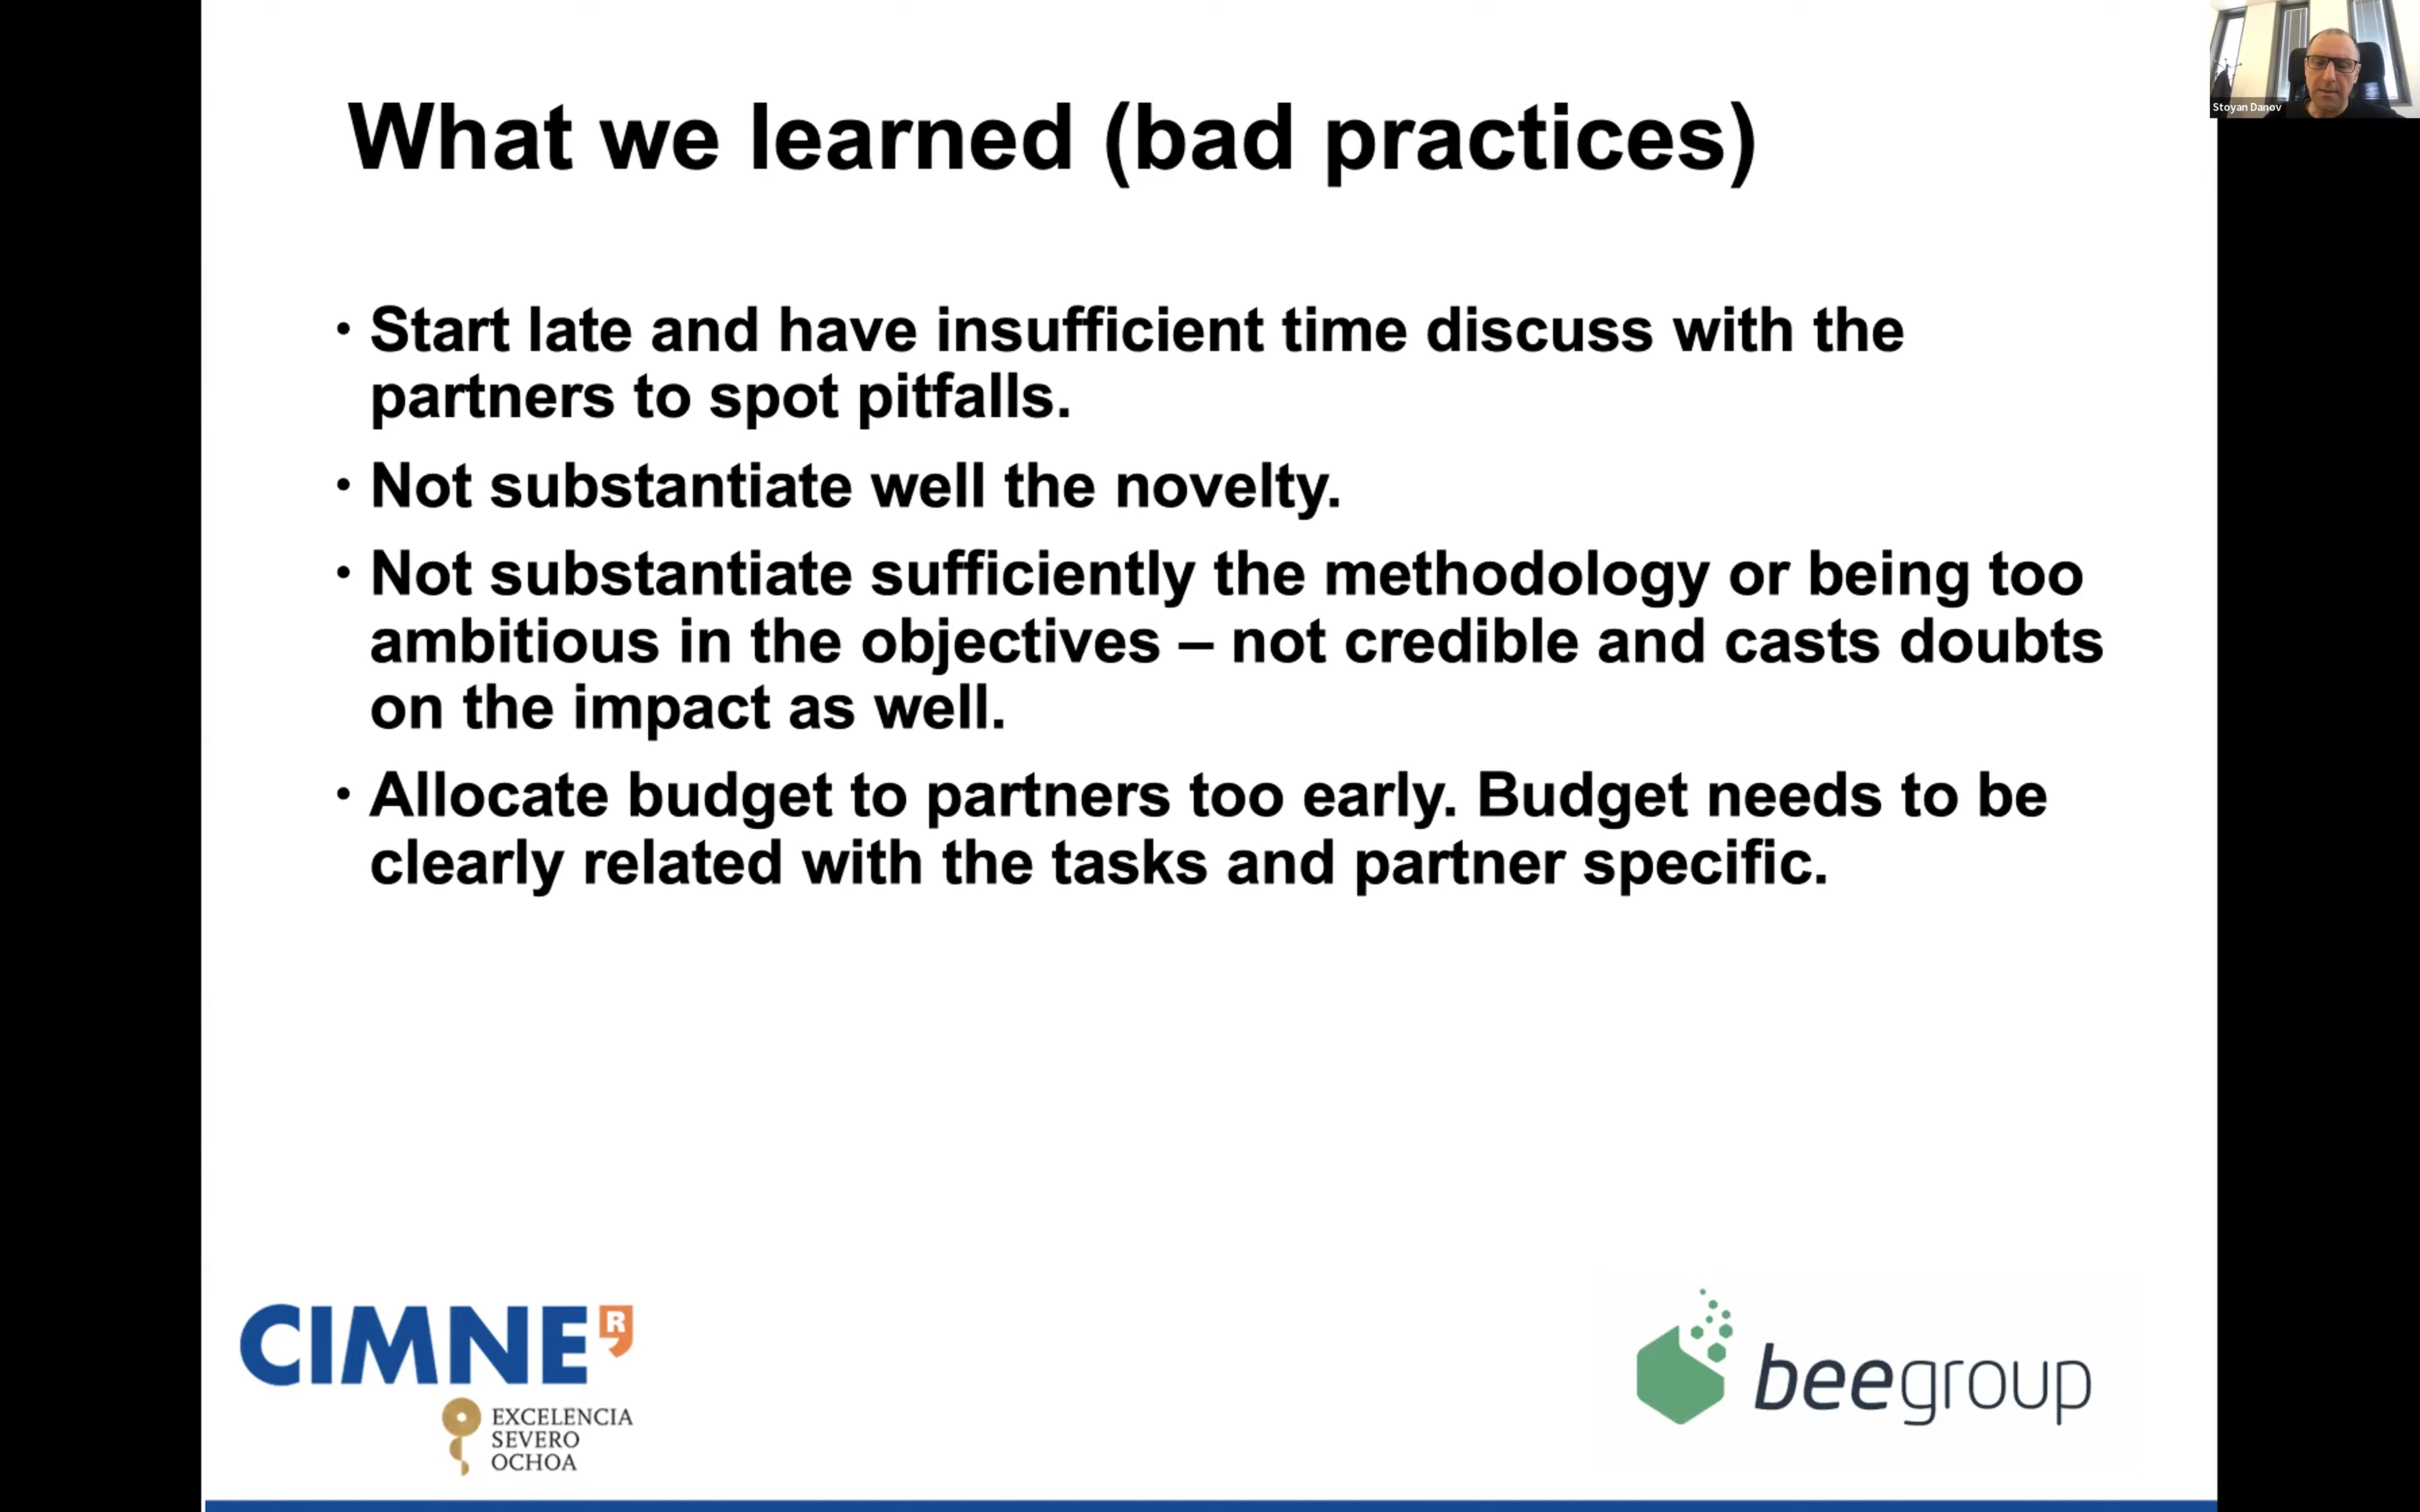 What we learned (bad practices)
Stoyan Danov
• Start late and have insufficient time discuss with the
partners to spot pitfalls.
• Not substantiate well the novelty.
• Not substantiate sufficiently the methodology or being too
ambitious in the objectives – not credible and casts doubts
on the impact as well.
• Allocate budget to partners too early. Budget needs to be
clearly related with the tasks and partner specific.
CIMNE R
EXCELENCIA
SEVERO
OCHOA
beegroup